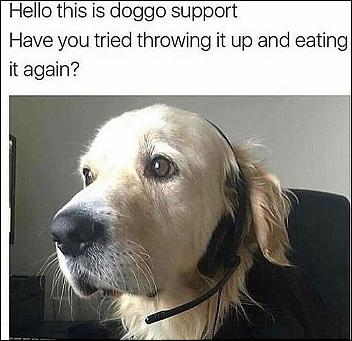 Hello this is doggo support
Have you tried throwing it up and eating
it again?